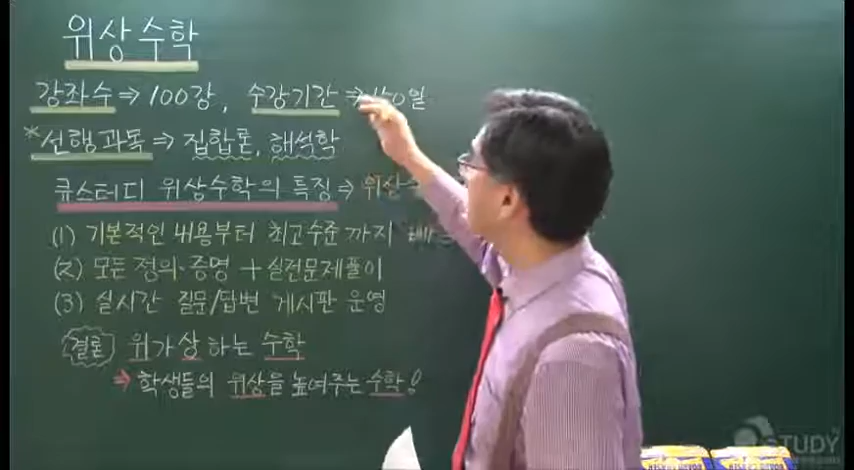 위상수학
강좌수 ⇒ 100강, 수강기간 ⇒
*선행과목 ⇒ 집합론, 해석학
큐스터디 위상수학의 특징 ⇒ 위상
(1) 기본적인 내용부터 최고수준 까지
(2) 모든 정의·증명 + 실전문제풀이
(3) 실시간 질문/답변 게시판 운영
결론 위가상 하는 수학
→ 학생들의 위상을 높여주는 수학!
STUDY